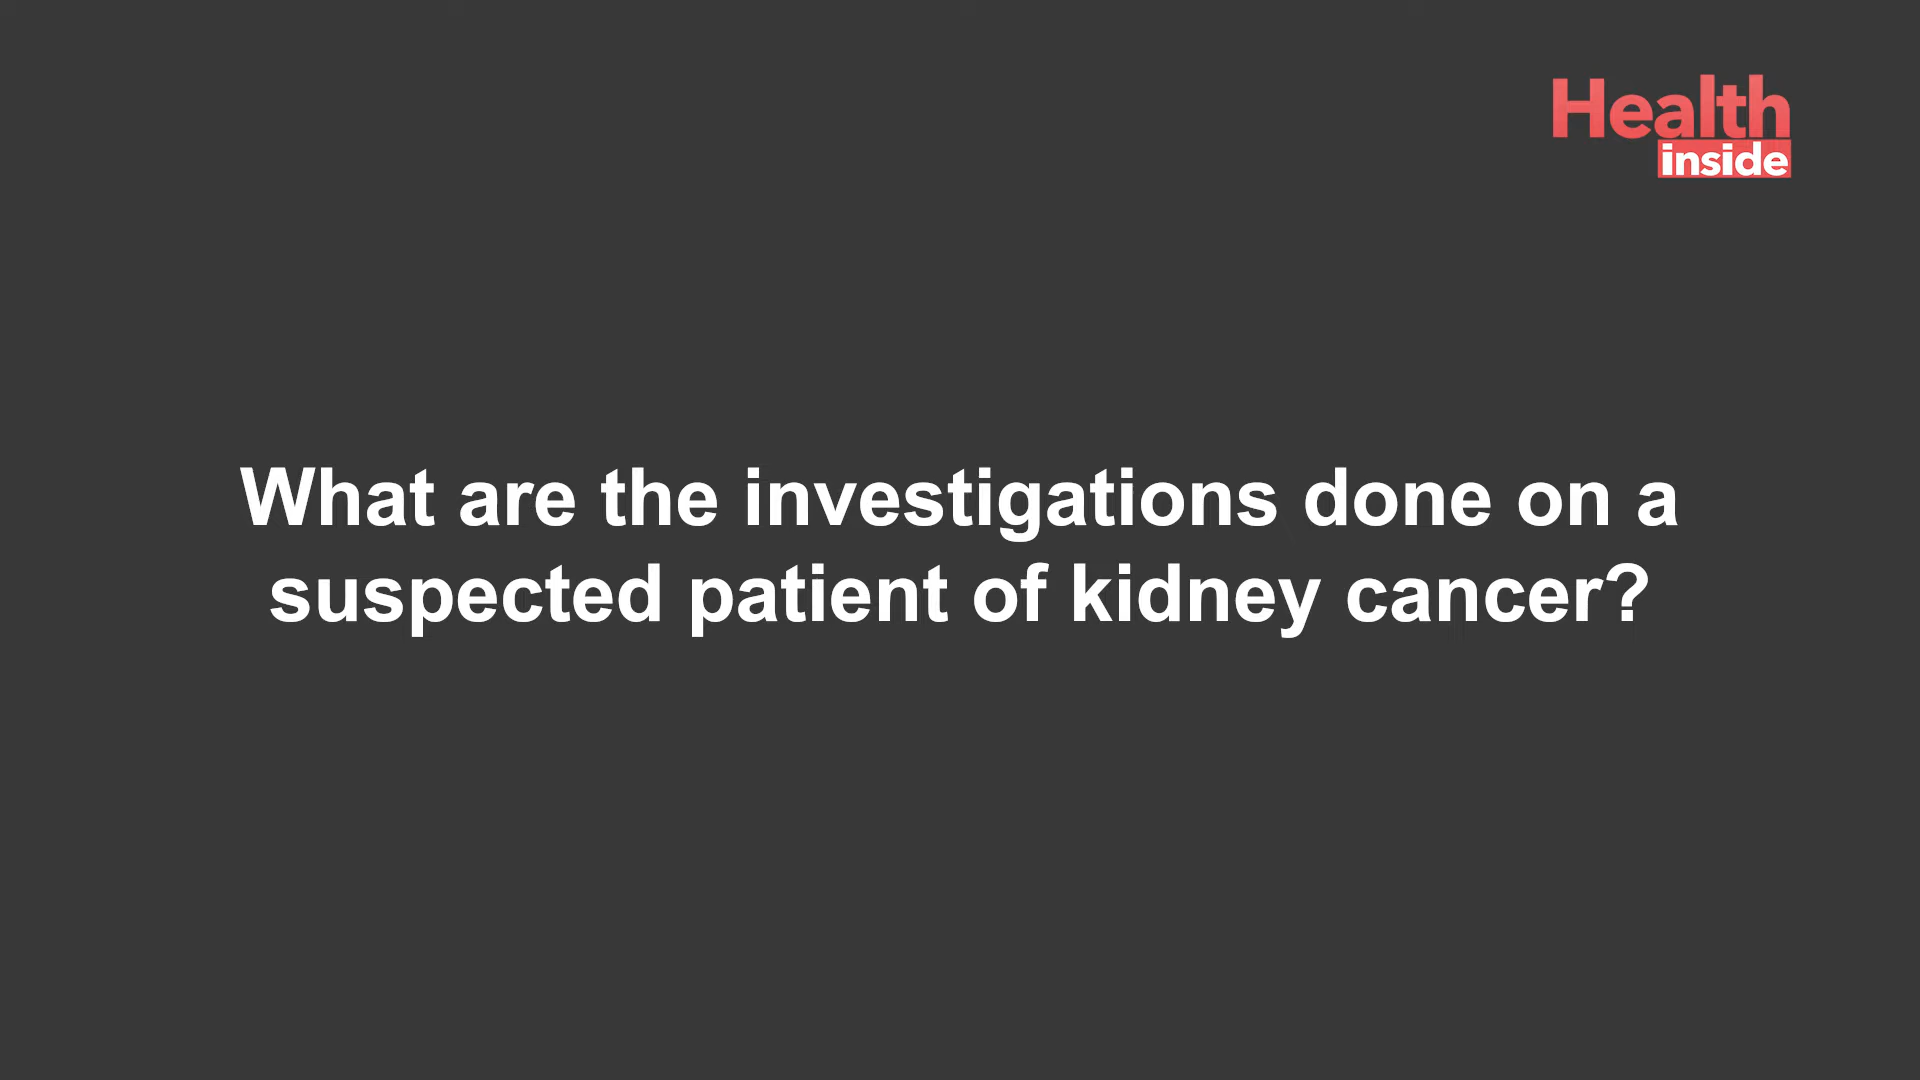 Health
inside
What are the investigations done on a
suspected patient of kidney cancer?